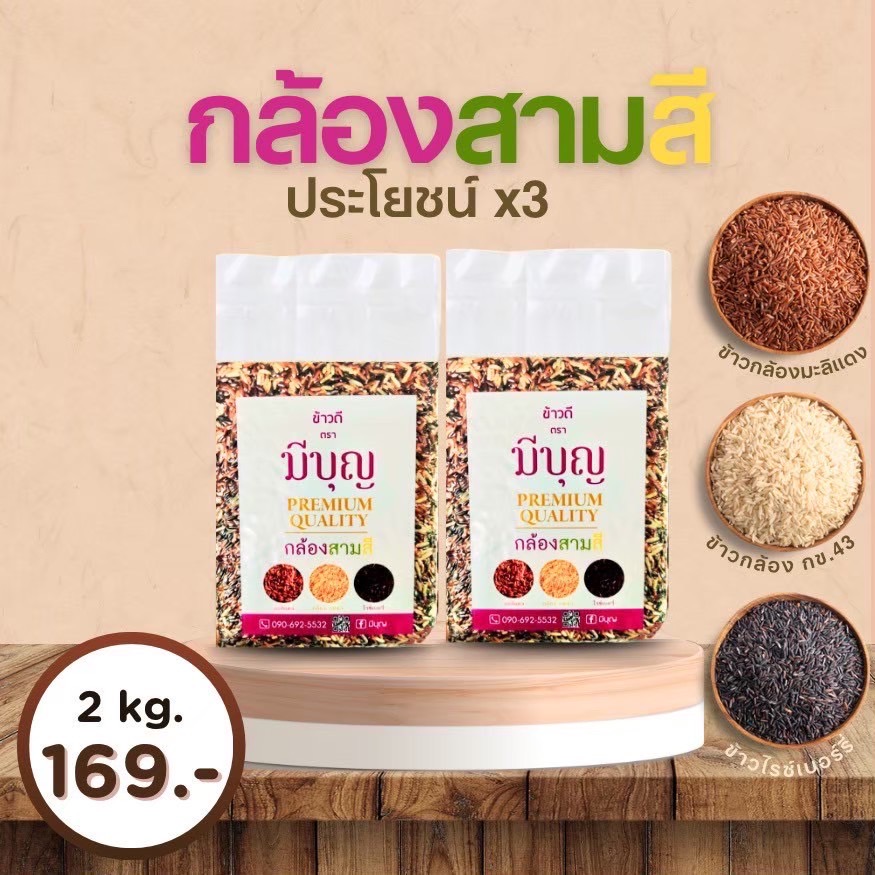 กล้องสามสี
ประโยชน์ x3
ข้าวดี
ตรา
มีบุญ
PREMIUM
QUALITY
กล้องสามสี
090-692-5532
มีบุญ
ข้าวดี
ตรา
มีบุญ
PREMIUM
QUALITY
กล้องสามสี
090-692-5532
มีบุญ
ข้าวกล้องมะลิแดง
ข้าวกล้อง กข.43
ข้าวไรซ์เบอร์รี่
2 kg.
169.-